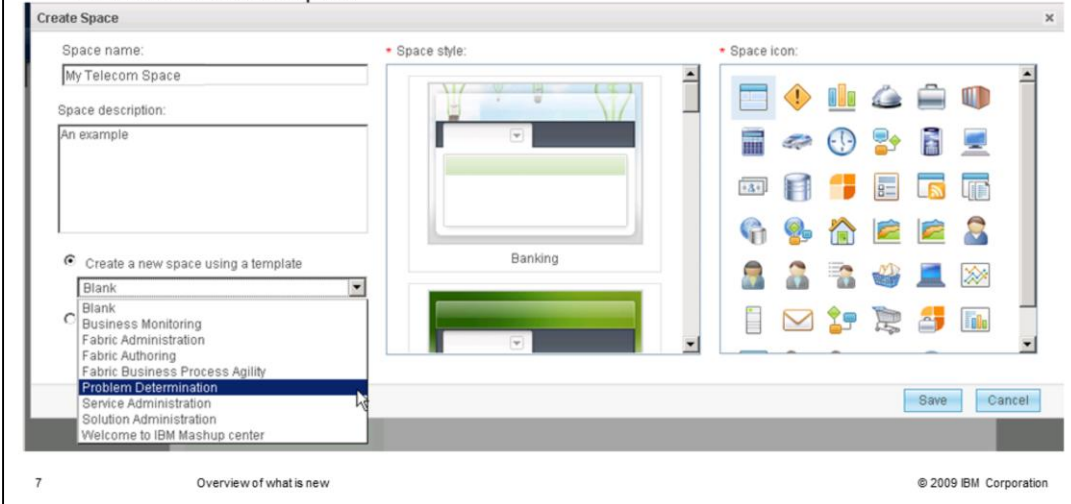 Create Space
Space name:
My Telecom Space
Space description:
An example
Create a new space using a template
Blank
Blank
Business Monitoring
Fabric Administration
Fabric Authoring
Fabric Business Process Agility
Problem Determination
Service Administration
Solution Administration
Welcome to IBM Mashup center
* Space style:
Banking
* Space icon:
Save Cancel
7 Overview of what is new © 2009 IBM Corporation